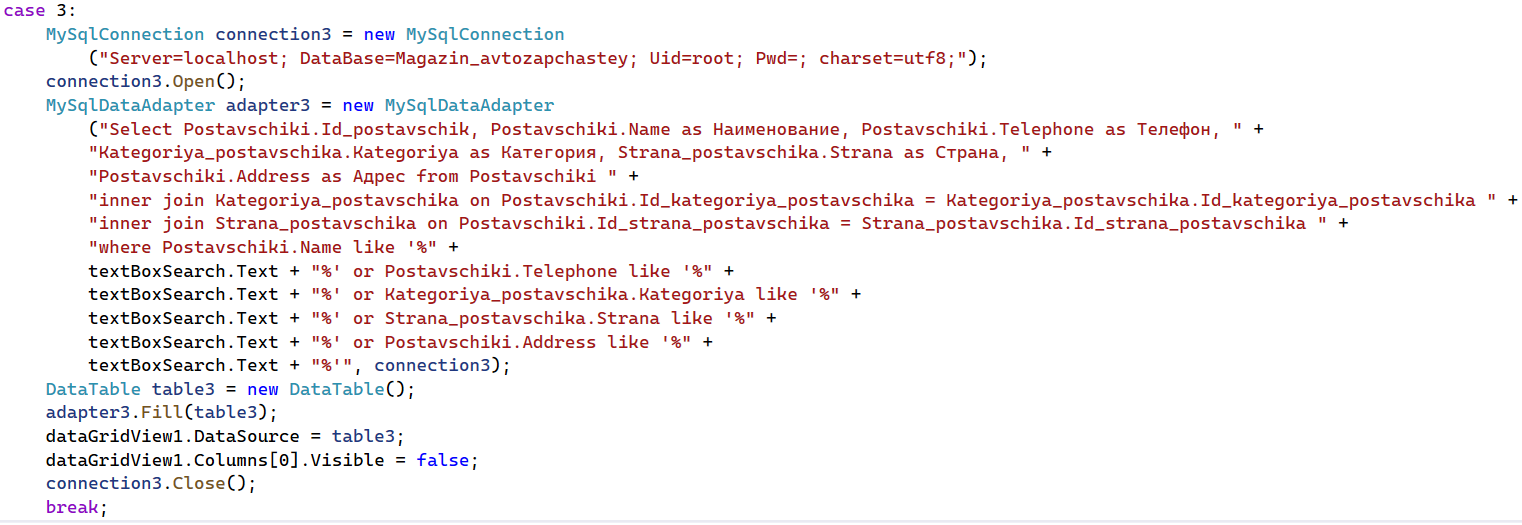 case 3:
MySqlConnection connection3 = new MySqlConnection
("Server=localhost; DataBase=Magazin_avtozapchastey; Uid=root; Pwd=; charset=utf8;");
connection3.Open();
MySqlDataAdapter adapter3 = new MySqlDataAdapter
("Select Postavschiki.Id_postavschik, Postavschiki.Name as Наименование, Postavschiki.Telephone as Телефон, " +
"Kategoriya_postavschika.Kategoriya as Категория, Strana_postavschika.Strana as Страна, " +
"Postavschiki.Address as Адрес from Postavschiki " +
"inner join Kategoriya_postavschika on Postavschiki.Id_kategoriya_postavschika = Kategoriya_postavschika.Id_kategoriya_postavschika " +
"inner join Strana_postavschika on Postavschiki.Id_strana_postavschika = Strana_postavschika.Id_strana_postavschika " +
"where Postavschiki.Name like '%" +
textBoxSearch.Text + "%' or Postavschiki.Telephone like '%" +
textBoxSearch.Text + "%' or Kategoriya_postavschika.Kategoriya like '%" +
textBoxSearch.Text + "%' or Strana_postavschika.Strana like '%" +
textBoxSearch.Text + "%' or Postavschiki.Address like '%" +
textBoxSearch.Text + "%'", connection3);
DataTable table3 = new DataTable();
adapter3.Fill(table3);
dataGridView1.DataSource = table3;
dataGridView1.Columns[0].Visible = false;
connection3.Close();
break;